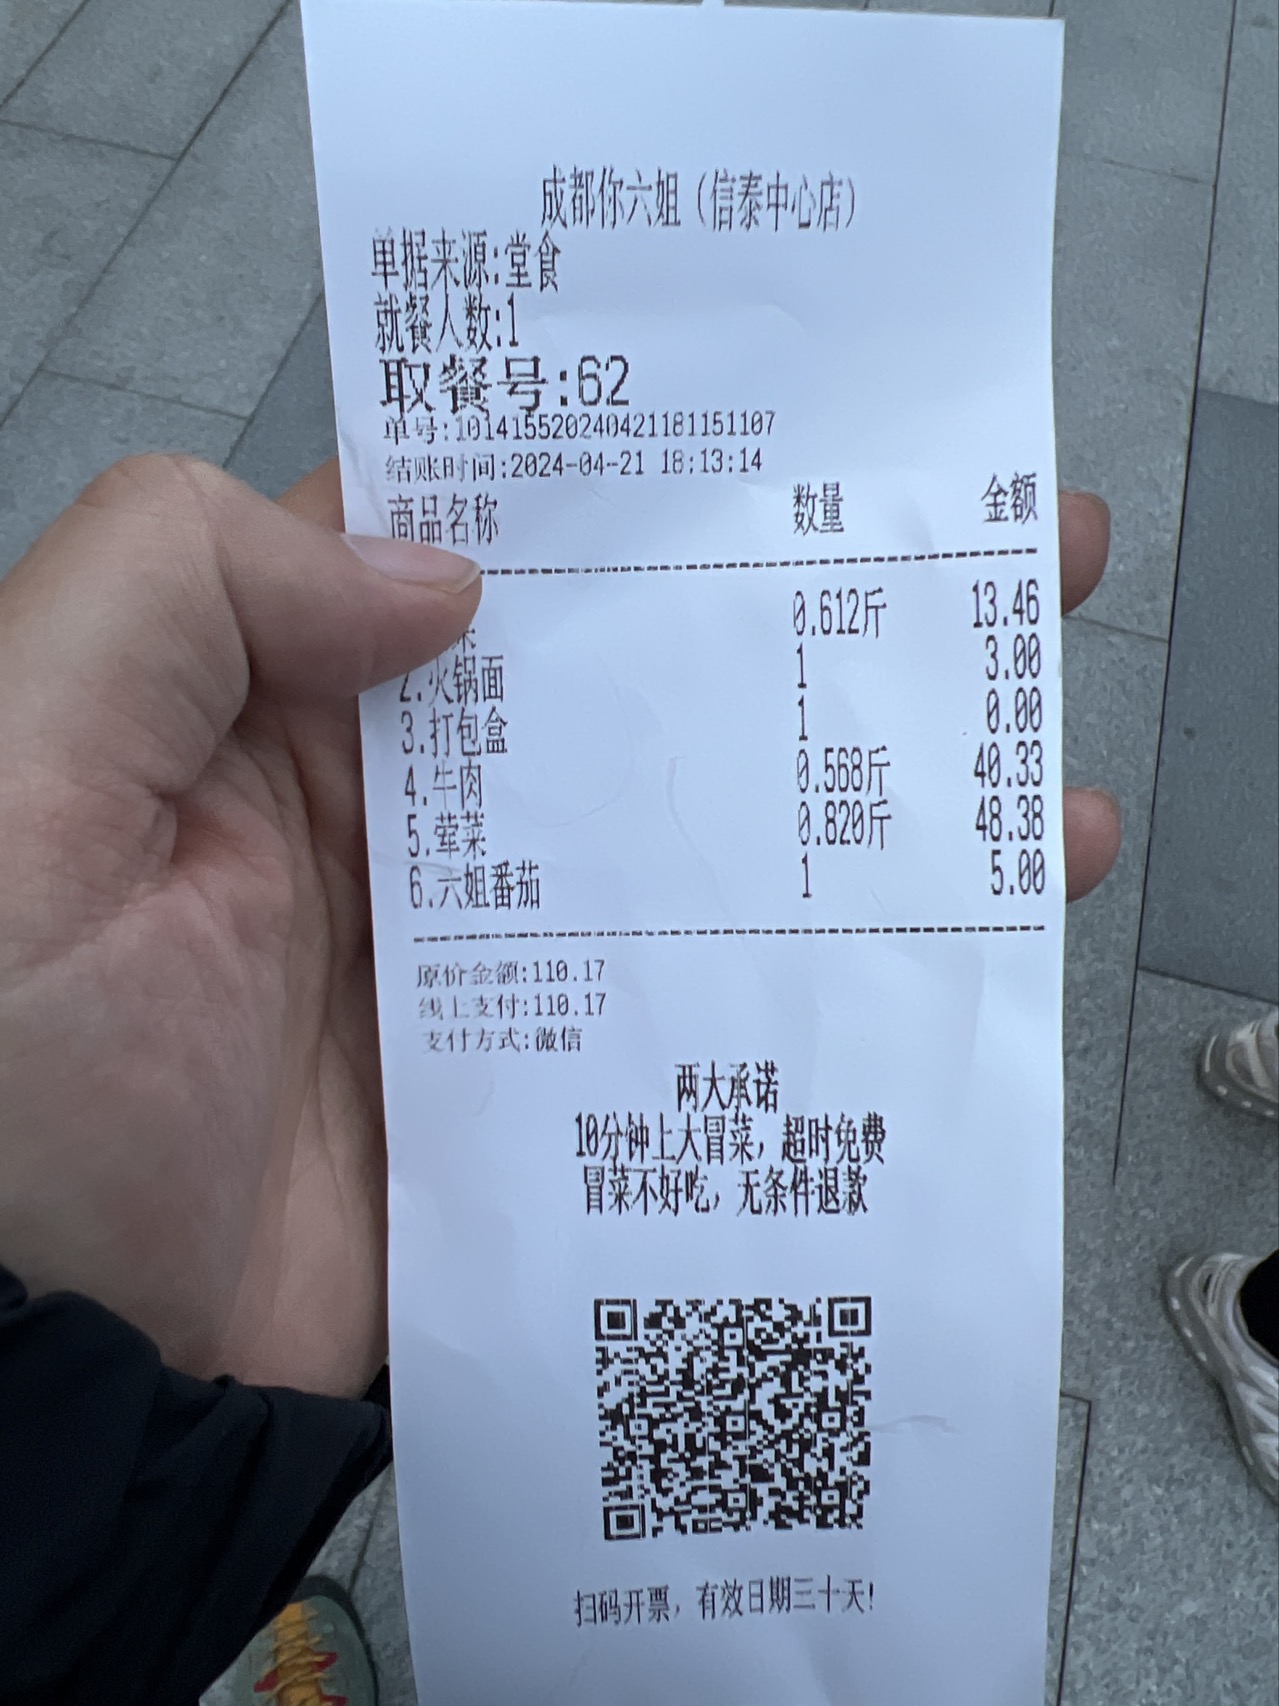 成都你六姐（信泰中心店）
单据来源:堂食
就餐人数:1
取餐号:62
单号:101415520240421181151107
结账时间:2024-04-21 18:13:14
商品名称 数量 金额
0.612斤 13.46
2.火锅面 1 3.00
3.打包盒 1 0.00
4.牛肉 0.568斤 40.33
5.荤菜 0.820斤 48.38
6.六姐番茄 1 5.00
原价金额:110.17
线上支付:110.17
支付方式:微信
两大承诺
10分钟上大冒菜，超时免费
冒菜不好吃，无条件退款
扫码开票，有效日期三十天!